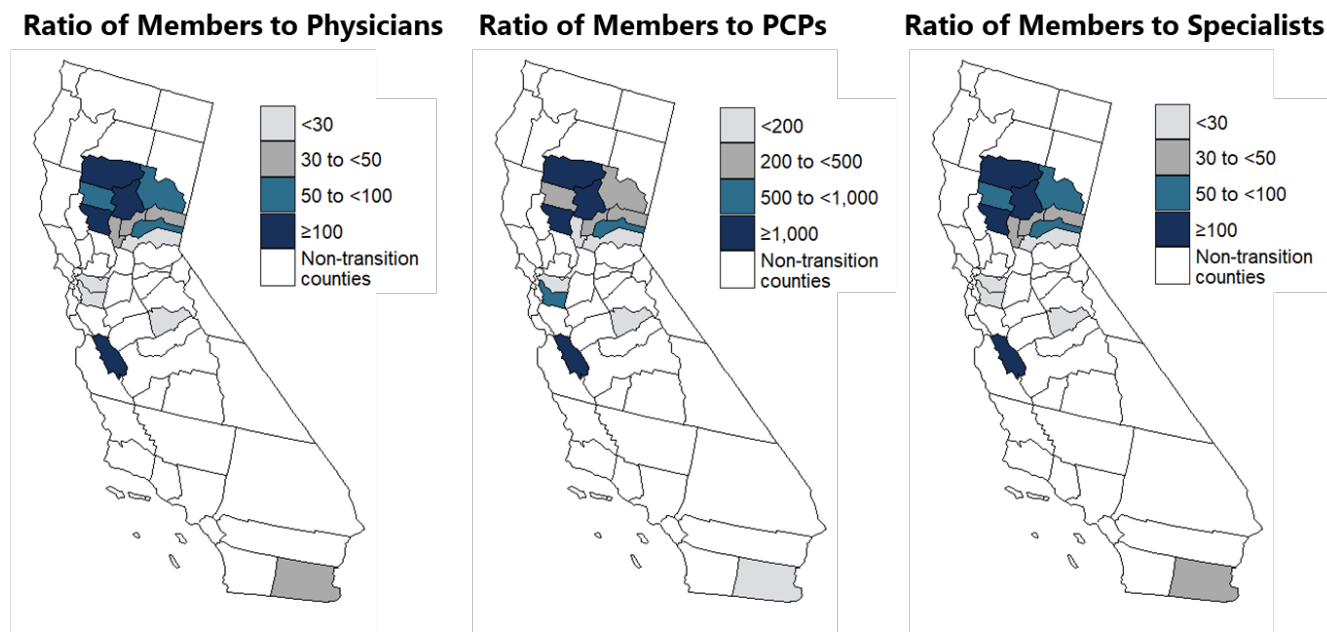 Ratio of Members to Physicians
<30
30 to <50
50 to <100
≥100
Non-transition
counties
Ratio of Members to PCPs
<200
200 to <500
500 to <1,000
≥1,000
Non-transition
counties
Ratio of Members to Specialists
<30
30 to <50
50 to <100
≥100
Non-transition
counties